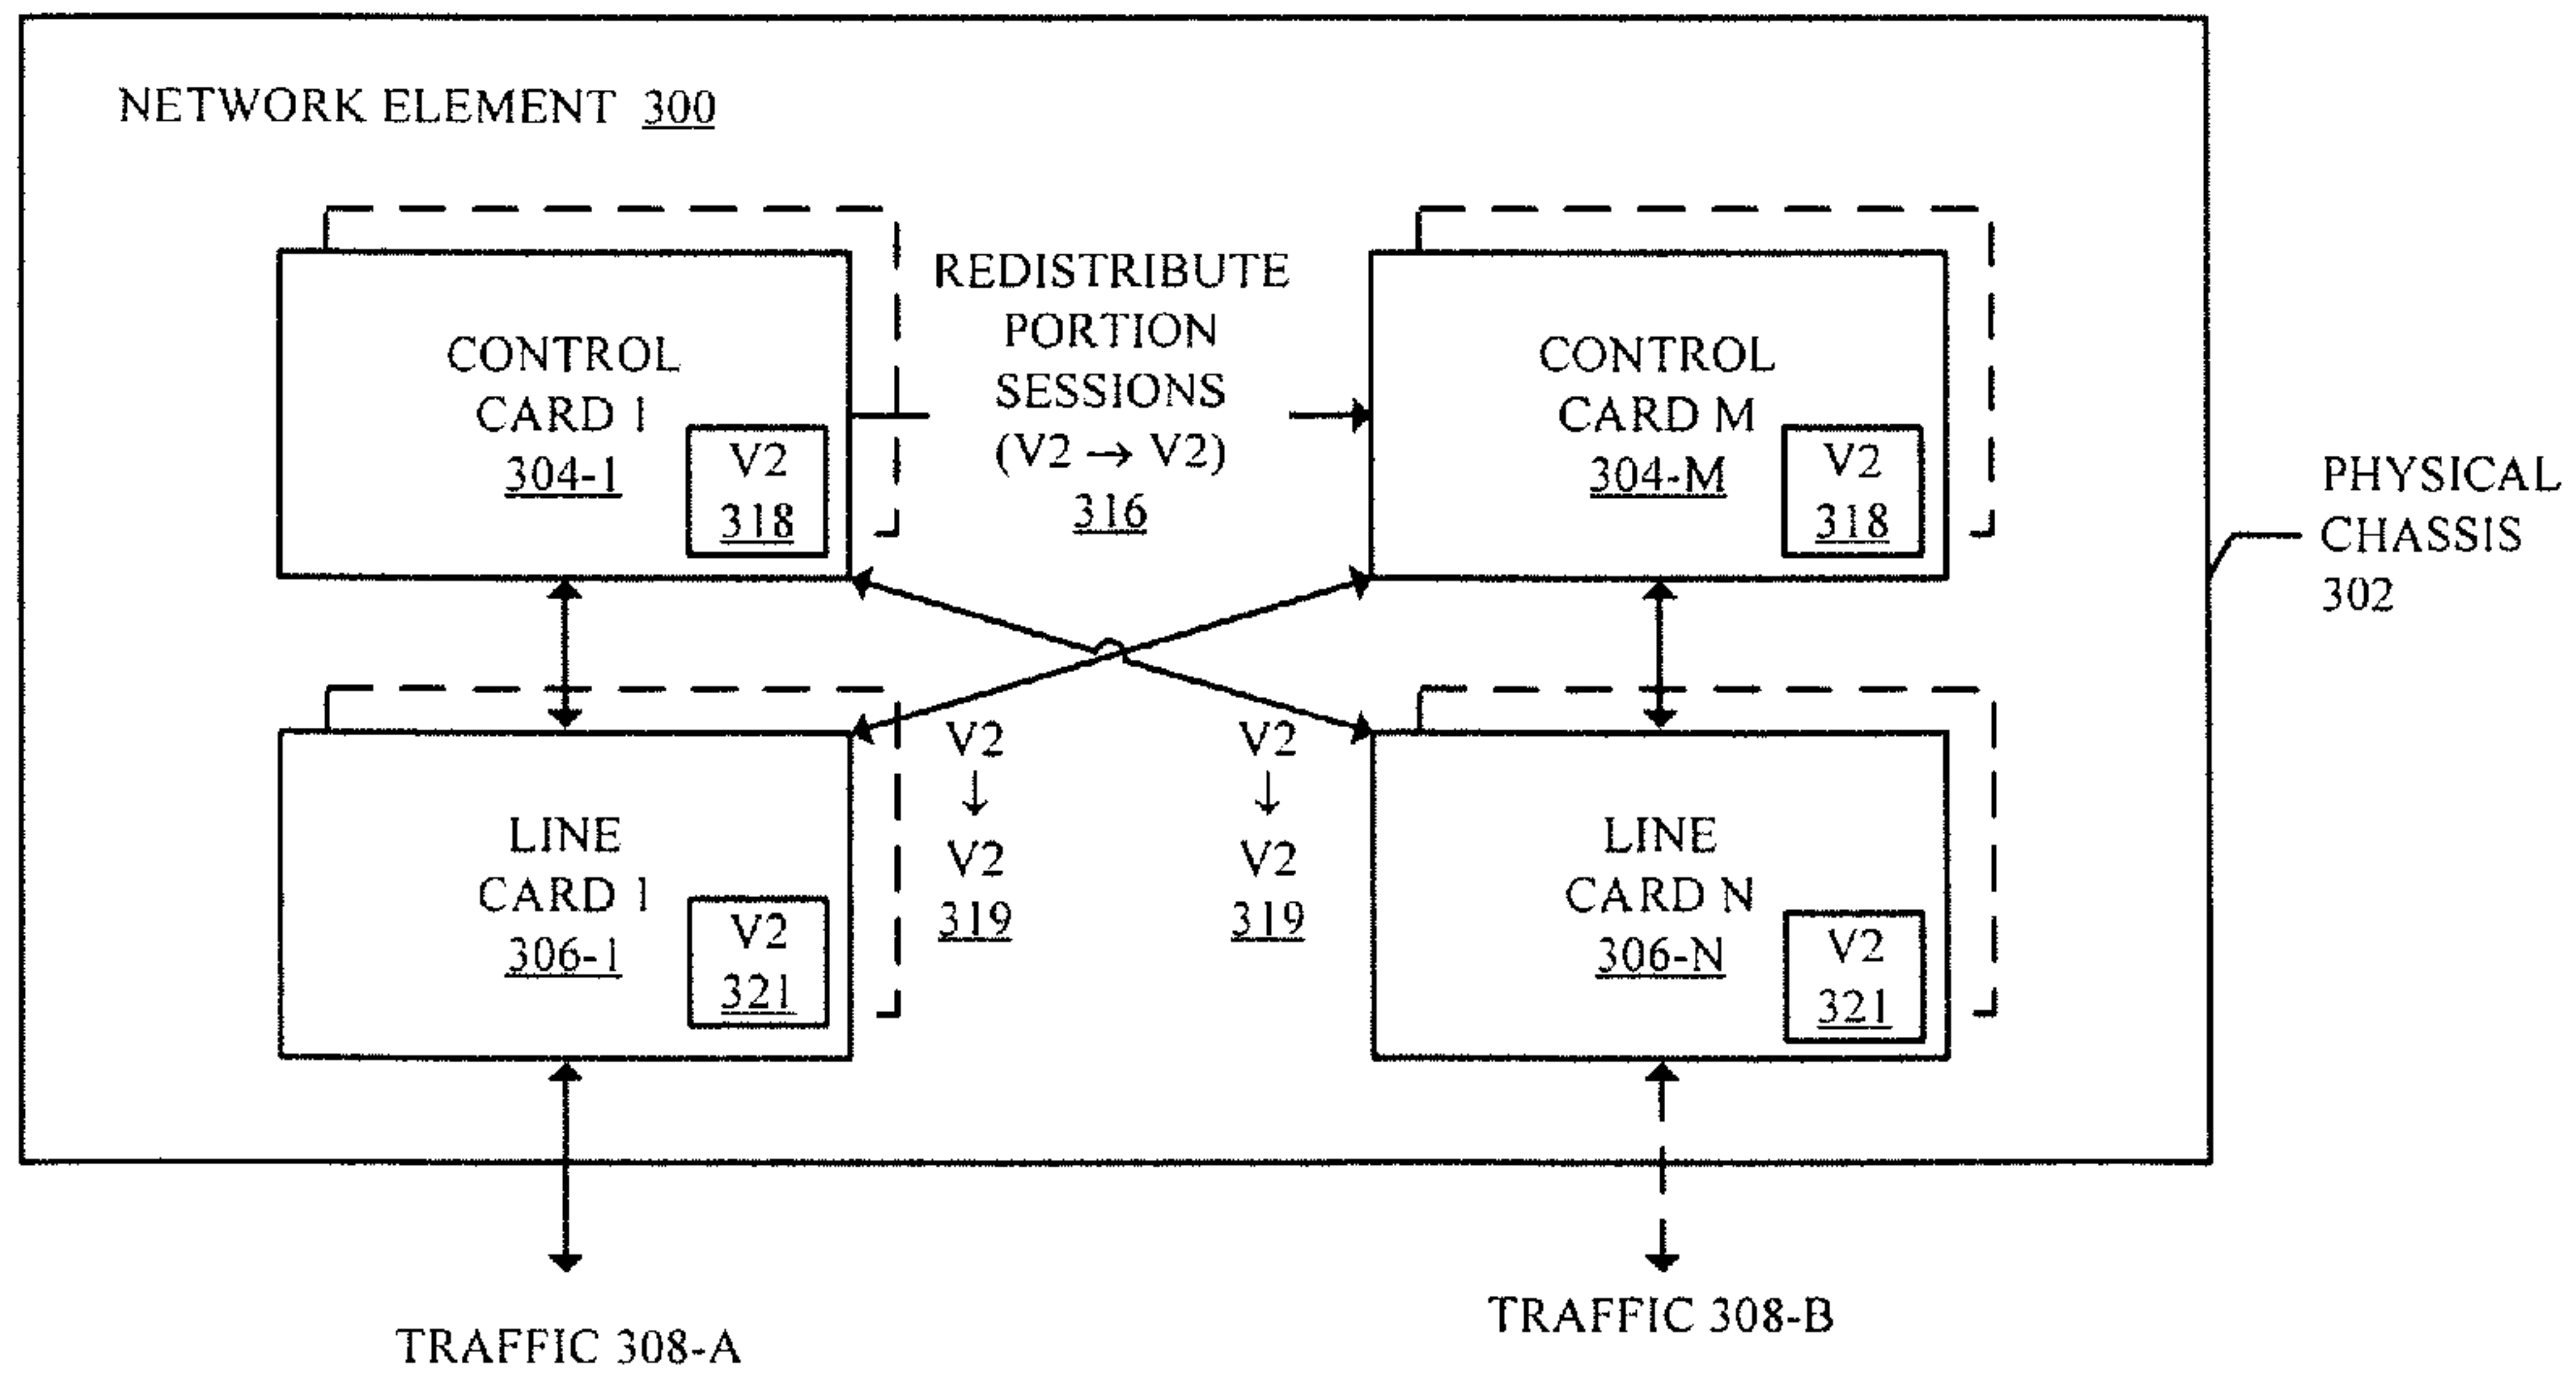 NETWORK ELEMENT 300
CONTROL
CARD 1
304-1
V2
318
REDISTRIBUTE
PORTION
SESSIONS
(V2 → V2)
316
CONTROL
CARD M
304-M
V2
318
PHYSICAL
CHASSIS
302
LINE
CARD 1
306-1
V2
321
V2
↓
V2
319
V2
↓
V2
319
LINE
CARD N
306-N
V2
321
TRAFFIC 308-A
TRAFFIC 308-B